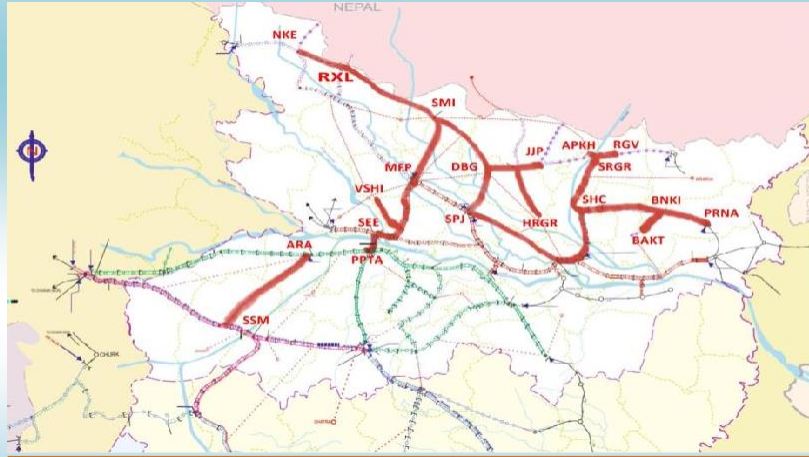 NEPAL
NKE
RXL
SMI
JJP
APKH
RGV
MFP
DBG
SRGR
VSHI
SHC
BNKI
SEE
SPJ
HRGR
PRNA
ARA
BAKT
PPTA
SSM
N
CHURK